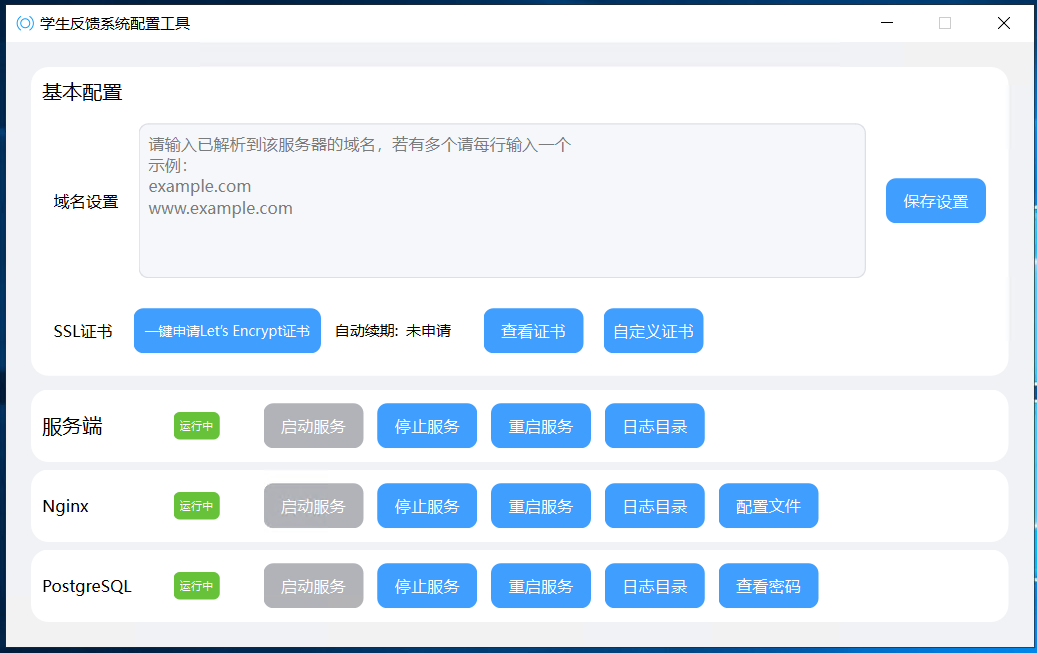 学生反馈系统配置工具
基本配置
域名设置
请输入已解析到该服务器的域名，若有多个请每行输入一个
示例：
example.com
www.example.com
保存设置
SSL证书 一键申请Let's Encrypt证书 自动续期: 未申请 查看证书 自定义证书
服务端 运行中 启动服务 停止服务 重启服务 日志目录
Nginx 运行中 启动服务 停止服务 重启服务 日志目录 配置文件
PostgreSQL 运行中 启动服务 停止服务 重启服务 日志目录 查看密码